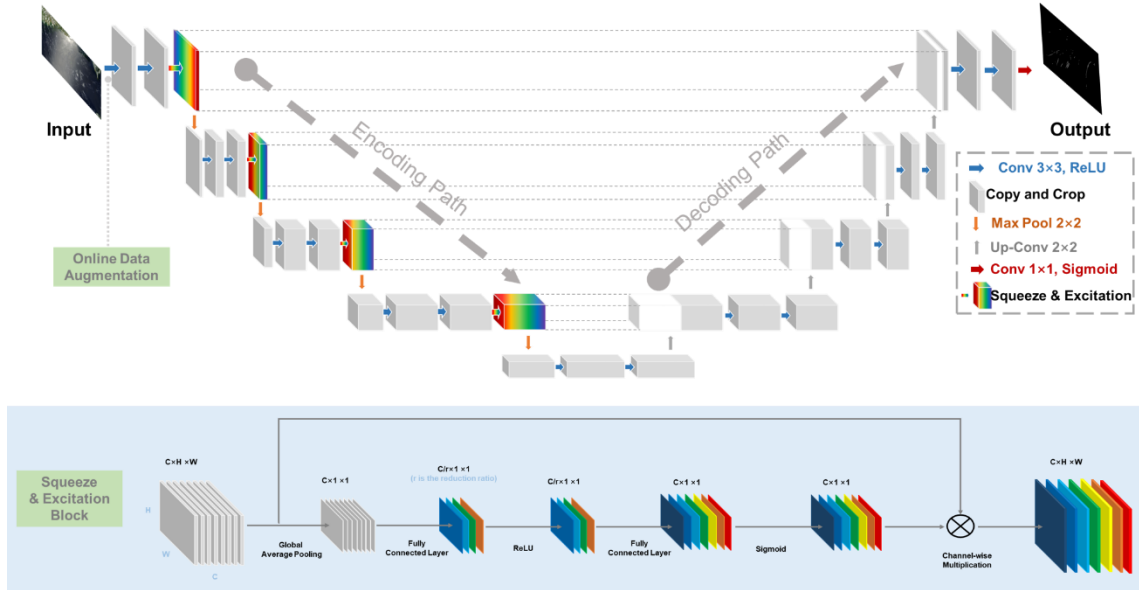 Input
Encoding Path
Decoding Path
Output
Online Data
Augmentation
Conv 3×3, ReLU
Copy and Crop
Max Pool 2×2
Up-Conv 2×2
Conv 1×1, Sigmoid
Squeeze & Excitation
Squeeze
& Excitation
Block
C×H×W
H
W
C
Global
Average Pooling
C×1 ×1
Fully
Connected Layer
C/r×1 ×1
(r is the reduction ratio)
ReLU
C/r×1 ×1
Fully
Connected Layer
C×1 ×1
Sigmoid
C×1 ×1
Channel-wise
Multiplication
C×H×W